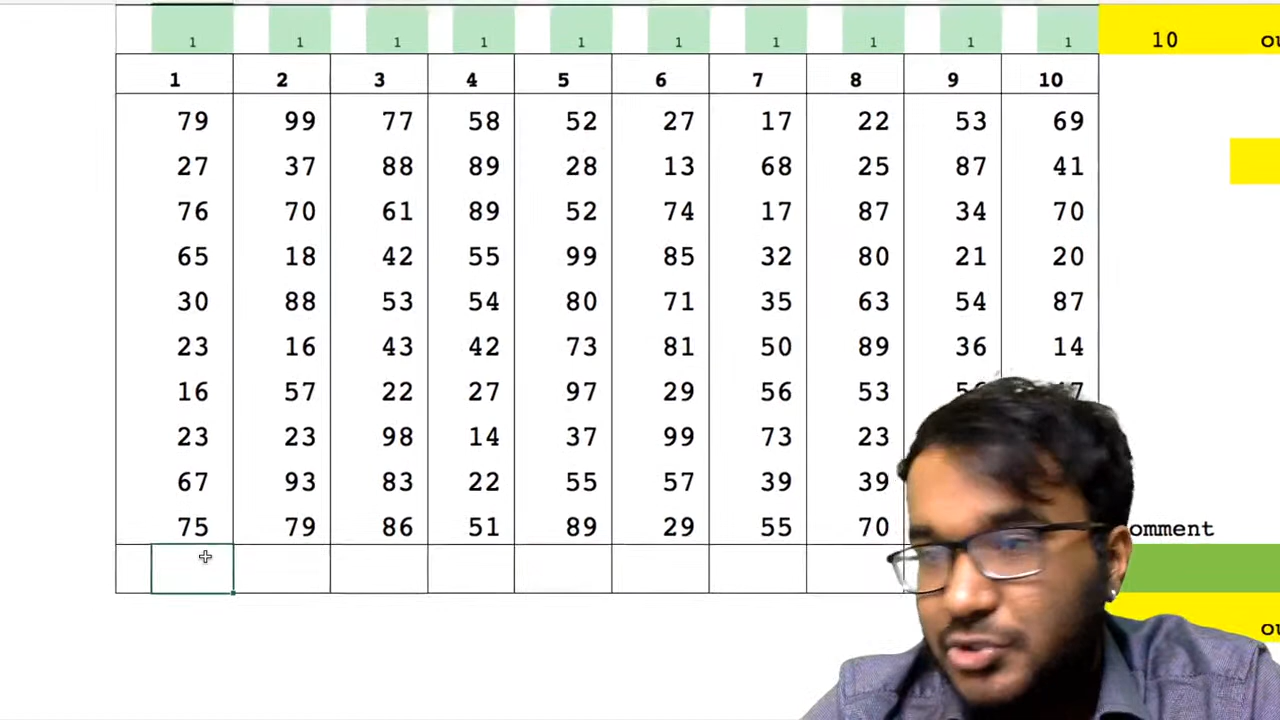 1 1 1 1 1 1 1 1 1 1 10
1 2 3 4 5 6 7 8 9 10
79 99 77 58 52 27 17 22 53 69
27 37 88 89 28 13 68 25 87 41
76 70 61 89 52 74 17 87 34 70
65 18 42 55 99 85 32 80 21 20
30 88 53 54 80 71 35 63 54 87
23 16 43 42 73 81 50 89 36 14
16 57 22 27 97 29 56 53
23 23 98 14 37 99 73 23
67 93 83 22 55 57 39 39
75 79 86 51 89 29 55 70 omment